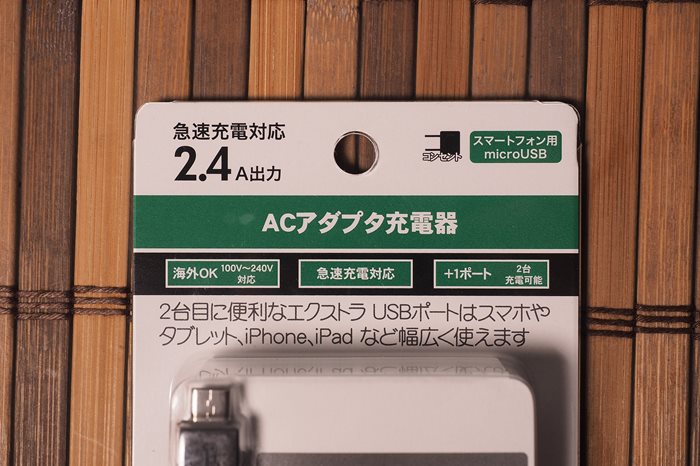 急速充電対応
2.4A出力
コンセント
スマートフォン用
microUSB
ACアダプタ充電器
海外OK 100V~240V
対応
急速充電対応
+1ポート 2台
充電可能
2台目に便利なエクストラ USBポートはスマホや
タブレット、iPhone、iPad など幅広く使えます